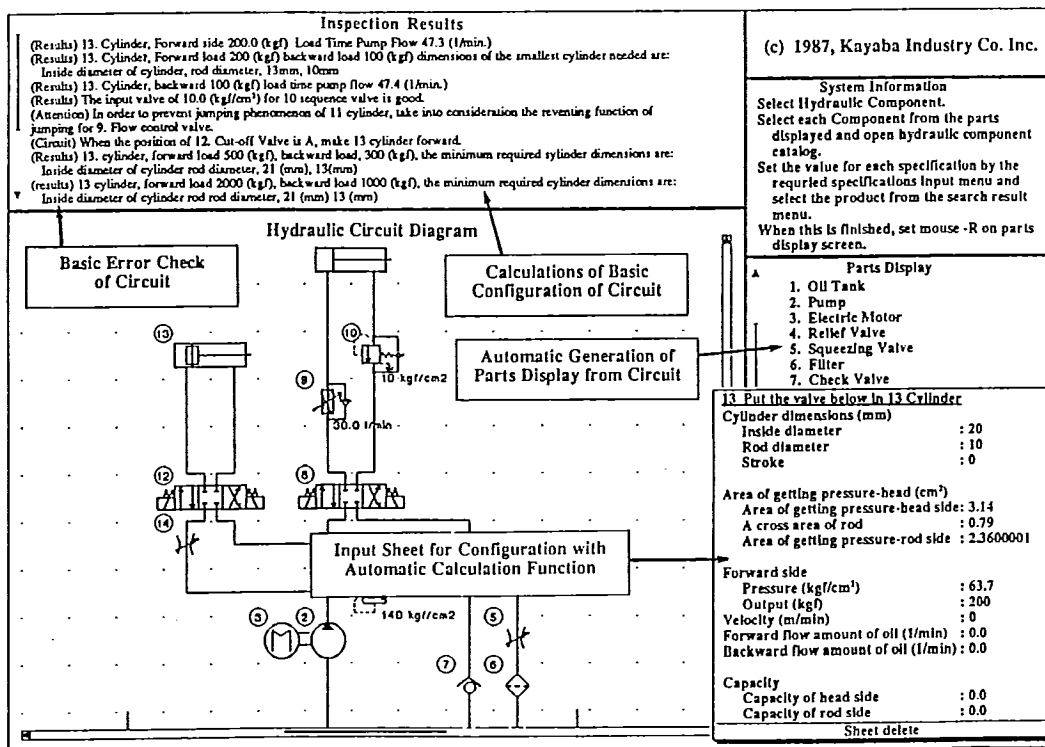 Inspection Results
(Results) 13. Cylinder, Forward side 200.0 (kgf) Load Time Pump Flow 47.3 (1/min.)
(Results) 13. Cylinder, Forward load 200 (kgf) backward load 100 (kgf) dimensions of the smallest cylinder needed are:
Inside diameter of cylinder, rod diameter, 13mm, 10mm
(Results) 13. Cylinder, backward 100 (kgf) load time pump flow 47.4 (1/min.)
(Results) The input valve of 10.0 (kgff/cm²) for 10 sequence valve is good.
(Attention) In order to prevent jumping phenomenon of 11 cylinder, take into consideration the reventing function of
jumping for 9. Flow control valve.
(Circuit) When the position of 12. Cut-off Valve is A, make 13 cylinder forward.
(Results) 13. cylinder, forward load 500 (kgf), backward load, 300 (kgf), the minimum required sylinder dimensions are:
Inside diameter of cylinder rod diameter, 21 (mm), 13(mm)
(results) 13 cylinder, forward load 2000 (kgf), backward load 1000 (kgf), the minimum required cylinder dimensions are:
Inside diameter of cylinder rod rod diameter, 21 (mm) 13 (mm)
(c) 1987, Kayaba Industry Co. Inc.
System Information
Select Hydraulic Component.
Select each Component from the parts
displayed and open hydraulic component
catalog.
Set the value for each specification by the
requried specifications Input menu and
select the product from the search result
menu.
When this is finished, set mouse -R on parts
display screen.
Hydraulic Circuit Diagram
Basic Error Check
of Circuit
Calculations of Basic
Configuration of Circuit
Automatic Generation of
Parts Display from Circuit
Parts Display
1. Oil Tank
2. Pump
3. Electric Motor
4. Relief Valve
5. Squeezing Valve
6. Filter
7. Check Valve
13
10
10 kgf/cm2
9
30.0 l/min
12
8
14
Input Sheet for Configuration with
Automatic Calculation Function
140 kgf/cm2
3
2
M
5
7
6
13 Put the valve below in 13 Cylinder
Cylinder dimensions (mm)
Inside diameter : 20
Rod diameter : 10
Stroke : 0
Area of getting pressure-head (cm²)
Area of getting pressure-head side : 3.14
A cross area of rod : 0.79
Area of getting pressure-rod side : 2.3600001
Forward side
Pressure (kgf/cm²) : 63.7
Output (kgf) : 200
Velocity (m/min) : 0
Forward flow amount of oil (1/min) : 0.0
Backward flow amount of oil (1/min) : 0.0
Capacity
Capacity of head side : 0.0
Capacity of rod side : 0.0
Sheet delete